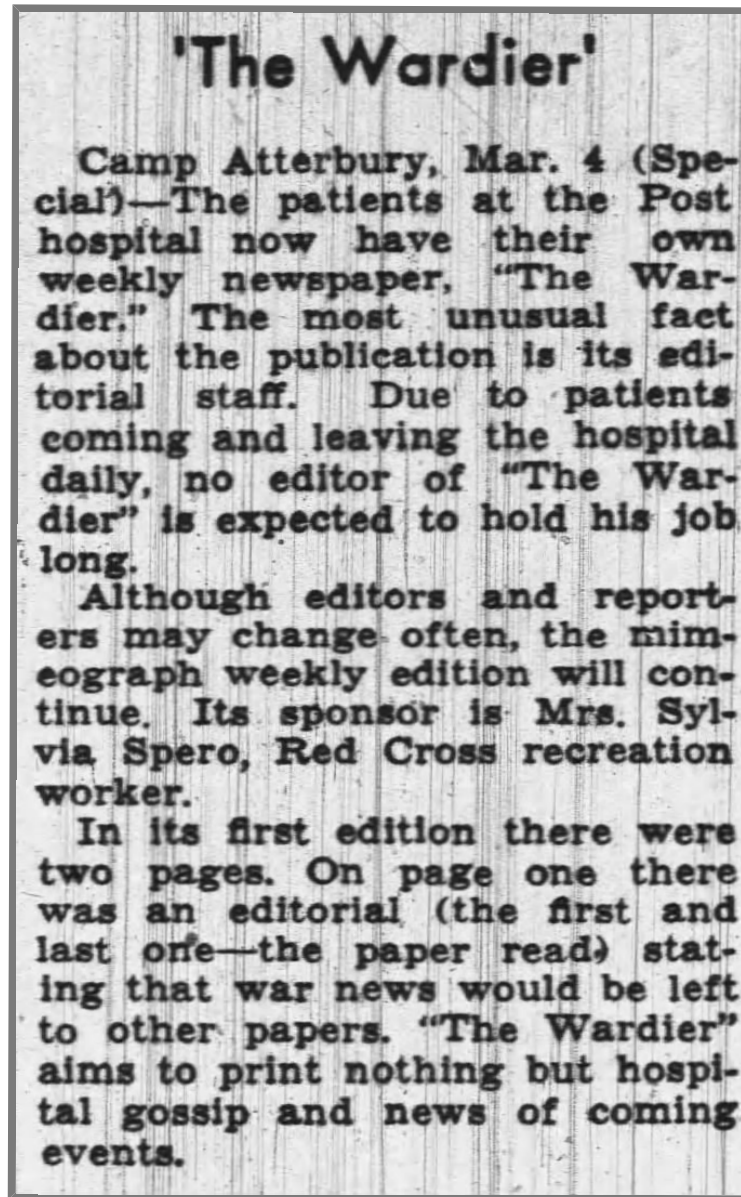 'The Wardier'
Camp Atterbury, Mar. 4 (Spe-
cial)—The patients at the Post
hospital now have their own
weekly newspaper, "The War-
dier." The most unusual fact
about the publication is its edi-
torial staff. Due to patients
coming and leaving the hospital
daily, no editor of "The War-
dier" is expected to hold his job
long.
Although editors and report-
ers may change often, the mim-
eograph weekly edition will con-
tinue. Its sponsor is Mrs. Syl-
via Spero, Red Cross recreation
worker.
In its first edition there were
two pages. On page one there
was an editorial (the first and
last one—the paper read) stat-
ing that war news would be left
to other papers. "The Wardier"
aims to print nothing but hospi-
tal gossip and news of coming
events.